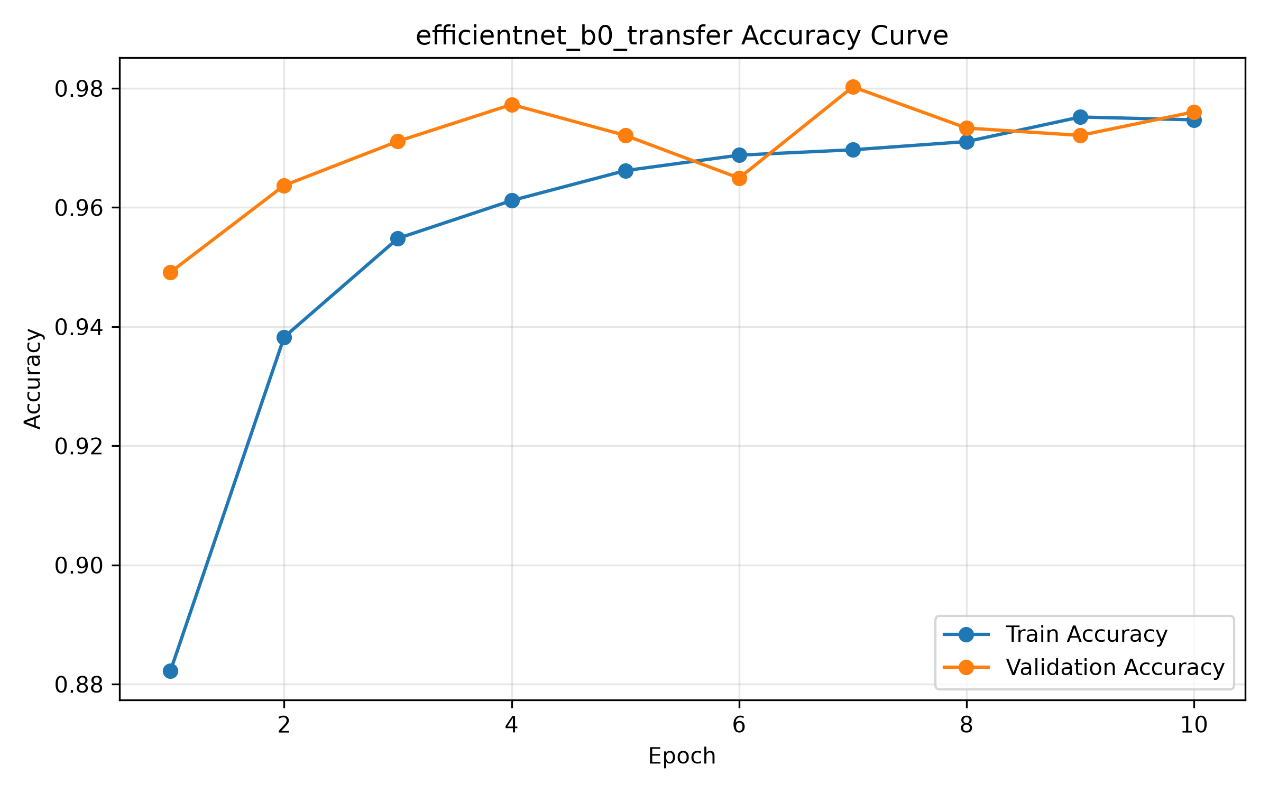 efficientnet_b0_transfer Accuracy Curve
Accuracy
0.98
0.96
0.94
0.92
0.90
0.88
2
4
6
8
10
Epoch
Train Accuracy
Validation Accuracy